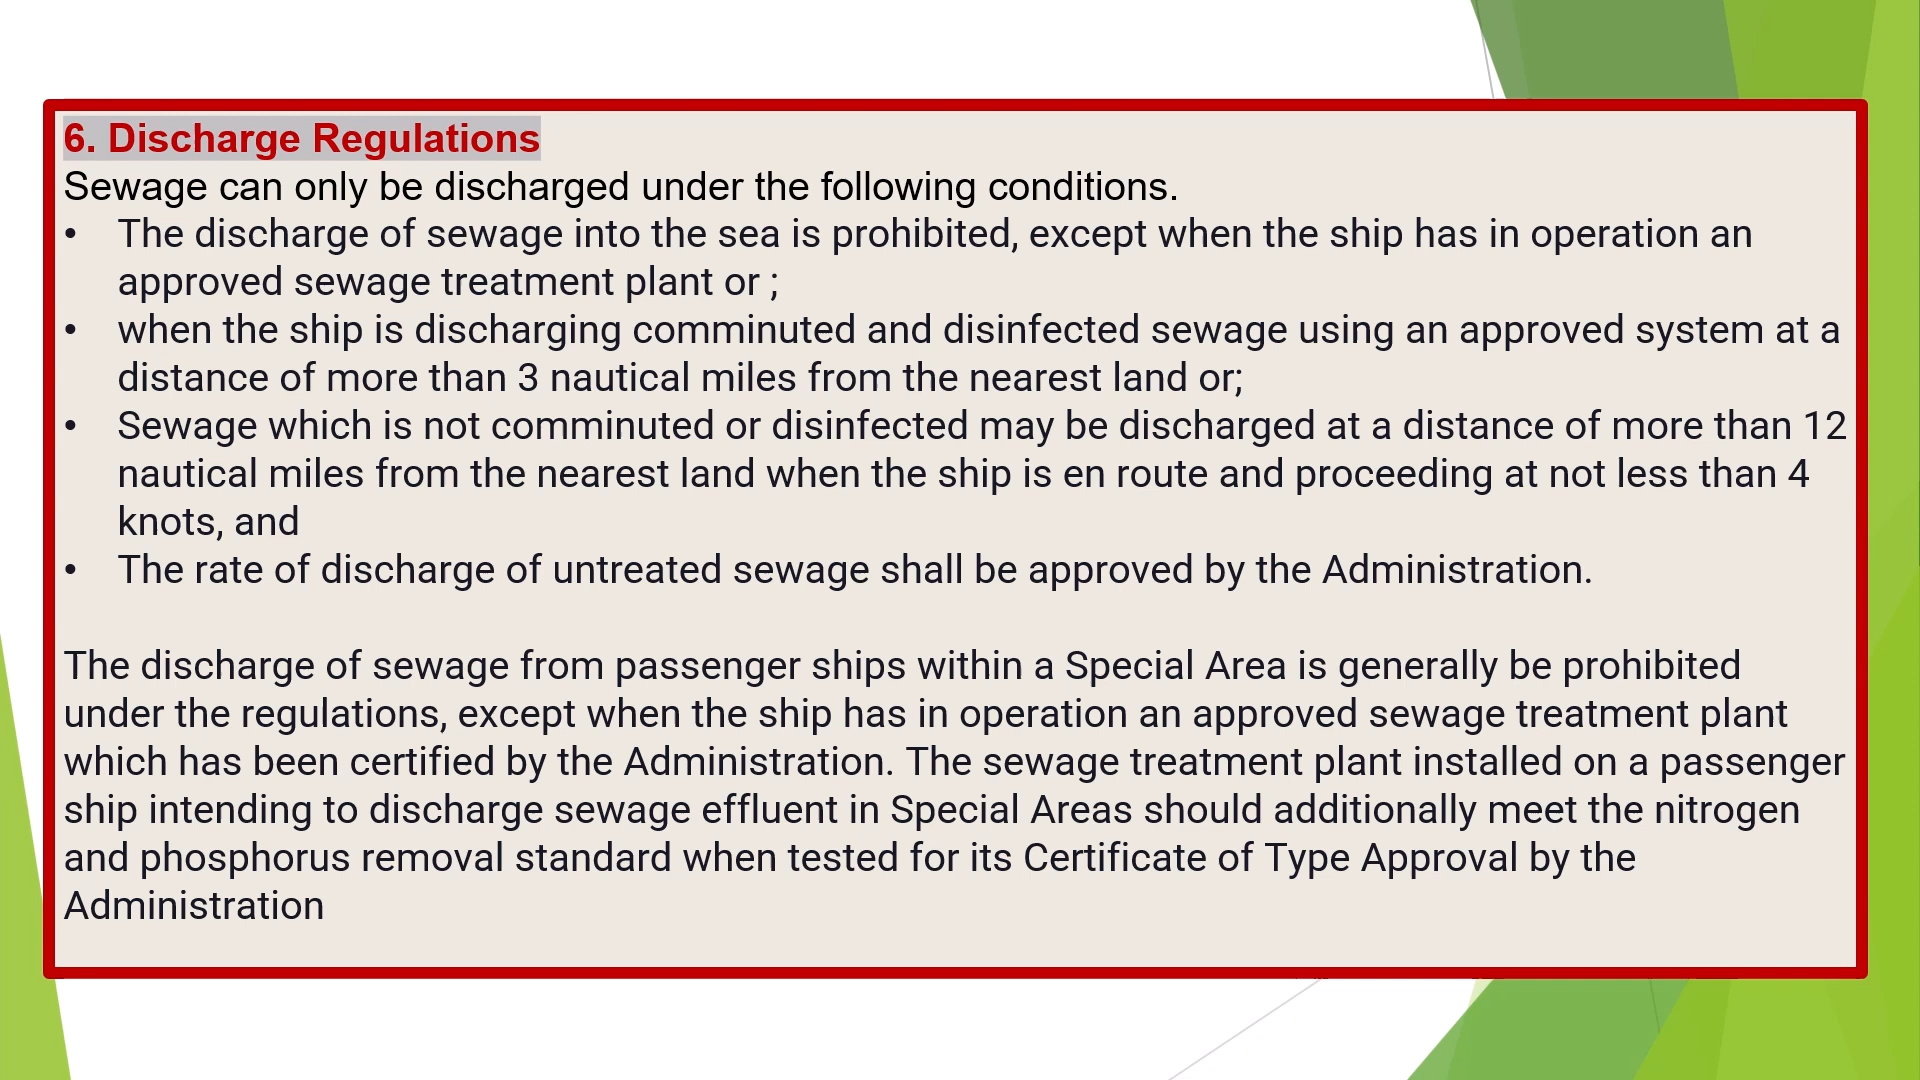 6. Discharge Regulations
Sewage can only be discharged under the following conditions.
• The discharge of sewage into the sea is prohibited, except when the ship has in operation an
approved sewage treatment plant or ;
• when the ship is discharging comminuted and disinfected sewage using an approved system at a
distance of more than 3 nautical miles from the nearest land or;
• Sewage which is not comminuted or disinfected may be discharged at a distance of more than 12
nautical miles from the nearest land when the ship is en route and proceeding at not less than 4
knots, and
• The rate of discharge of untreated sewage shall be approved by the Administration.
The discharge of sewage from passenger ships within a Special Area is generally be prohibited
under the regulations, except when the ship has in operation an approved sewage treatment plant
which has been certified by the Administration. The sewage treatment plant installed on a passenger
ship intending to discharge sewage effluent in Special Areas should additionally meet the nitrogen
and phosphorus removal standard when tested for its Certificate of Type Approval by the
Administration